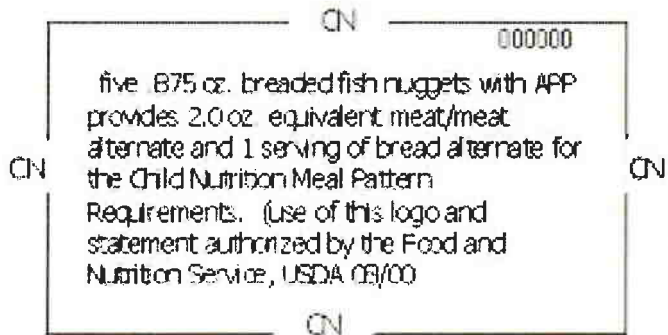 CN
000000
five .875 oz. breaded fish nuggets with APP
provides 2.0 oz. equivalent meat/meat
alternate and 1 serving of bread alternate for
CN the Child Nutrition Meal Pattern CN
Requirements. (use of this logo and
statement authorized by the Food and
Nutrition Service, USDA 03/00
CN